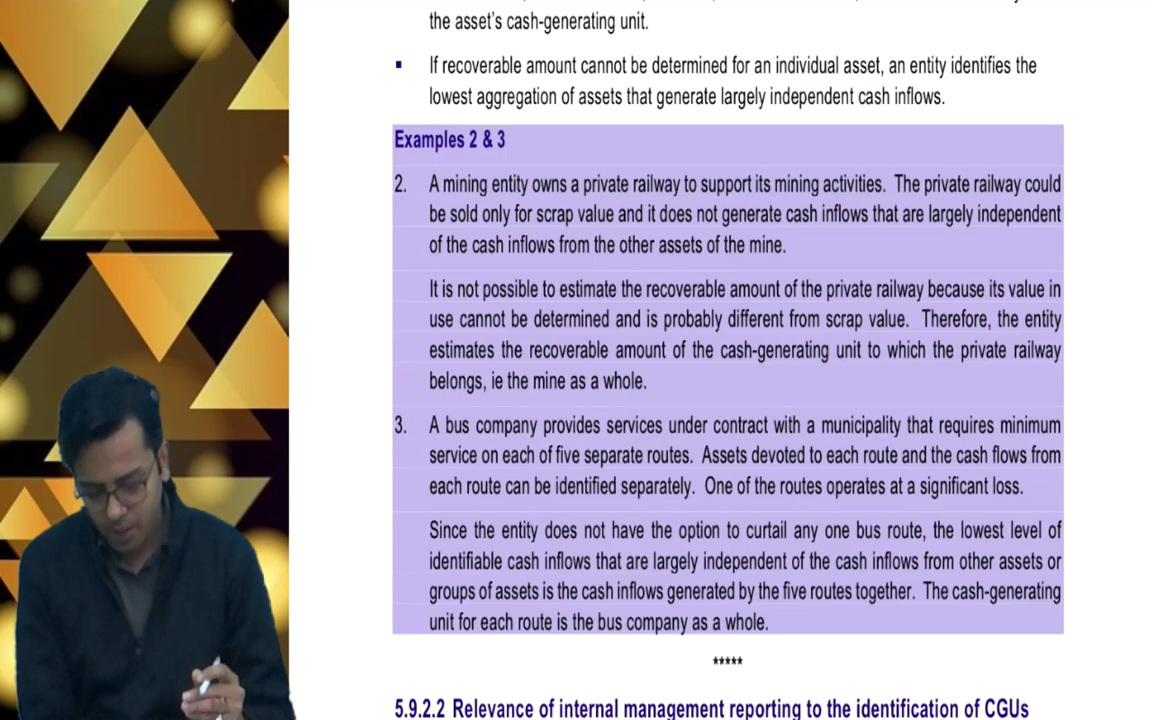 the asset's cash-generating unit.
▪ If recoverable amount cannot be determined for an individual asset, an entity identifies the
lowest aggregation of assets that generate largely independent cash inflows.
Examples 2 & 3
2. A mining entity owns a private railway to support its mining activities. The private railway could
be sold only for scrap value and it does not generate cash inflows that are largely independent
of the cash inflows from the other assets of the mine.
It is not possible to estimate the recoverable amount of the private railway because its value in
use cannot be determined and is probably different from scrap value. Therefore, the entity
estimates the recoverable amount of the cash-generating unit to which the private railway
belongs, ie the mine as a whole.
3. A bus company provides services under contract with a municipality that requires minimum
service on each of five separate routes. Assets devoted to each route and the cash flows from
each route can be identified separately. One of the routes operates at a significant loss.
Since the entity does not have the option to curtail any one bus route, the lowest level of
identifiable cash inflows that are largely independent of the cash inflows from other assets or
groups of assets is the cash inflows generated by the five routes together. The cash-generating
unit for each route is the bus company as a whole.
*****
5.9.2.2 Relevance of internal management reporting to the identification of CGUs